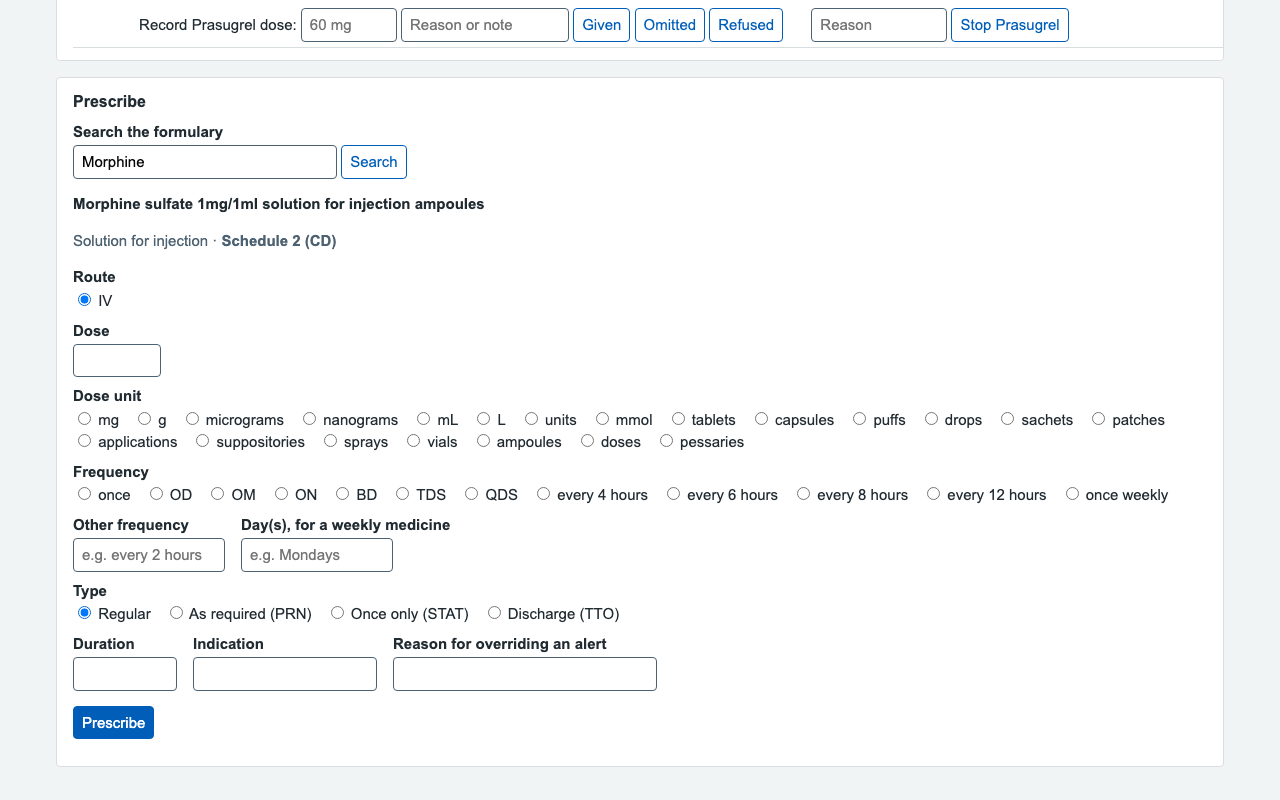 Record Prasugrel dose: 60 mg Reason or note Given Omitted Refused Reason Stop Prasugrel
Prescribe
Search the formulary
Morphine Search
Morphine sulfate 1mg/1ml solution for injection ampoules
Solution for injection · Schedule 2 (CD)
Route
IV
Dose
Dose unit
mg g micrograms nanograms mL L units mmol tablets capsules puffs drops sachets patches
applications suppositories sprays vials ampoules doses pessaries
Frequency
once OD OM ON BD TDS QDS every 4 hours every 6 hours every 8 hours every 12 hours once weekly
Other frequency Day(s), for a weekly medicine
e.g. every 2 hours e.g. Mondays
Type
Regular As required (PRN) Once only (STAT) Discharge (TTO)
Duration Indication Reason for overriding an alert
Prescribe